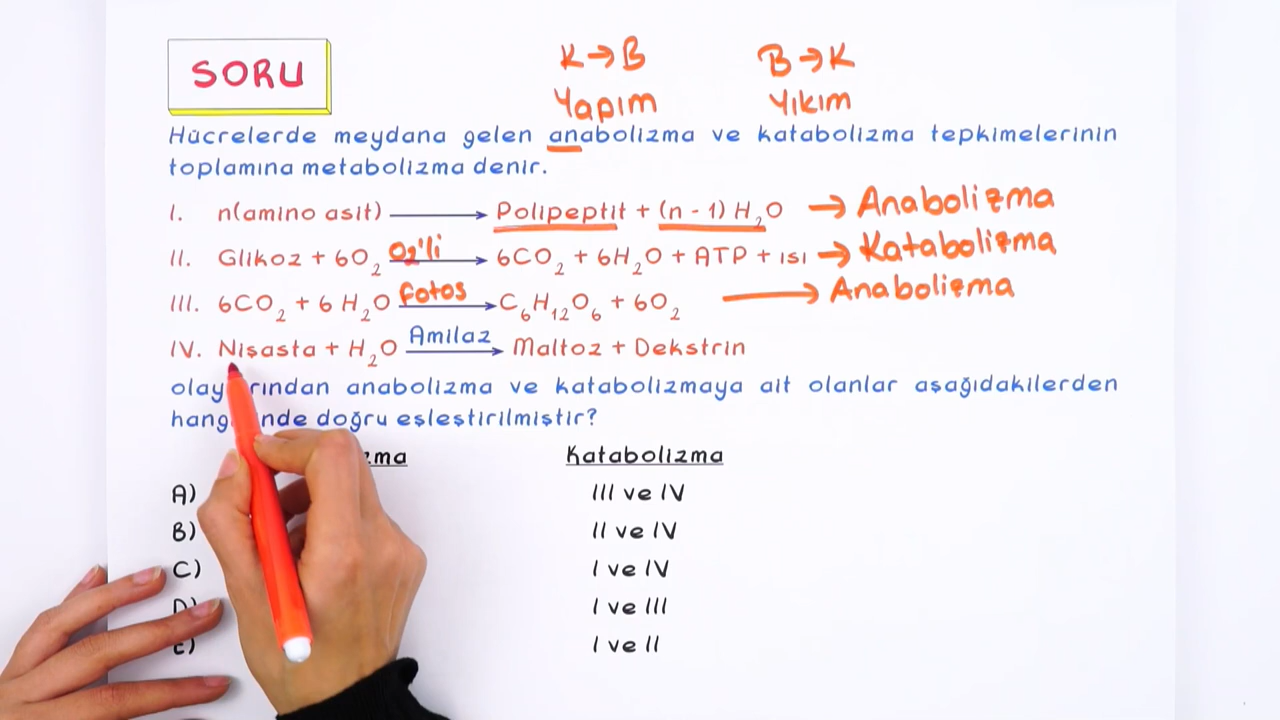 SORU
K→B B→K
Yapım Yıkım
Hücrelerde meydana gelen anabolizma ve katabolizma tepkimelerinin
toplamına metabolizma denir.
I. n(amino asit) → Polipeptit + (n - 1) H₂O → Anabolizma
II. Glikoz + 6O₂ O₂'li → 6CO₂ + 6H₂O + ATP + ısı → Katabolizma
III. 6CO₂ + 6 H₂O fotos → C₆H₁₂O₆ + 6O₂ → Anabolizma
IV. Nişasta + H₂O Amilaz → Maltoz + Dekstrin
anabolizma ve katabolizmaya ait olanlar aşağıdakilerden
doğru eşleştirilmiştir?
Katabolizma
A) III ve IV
B) II ve IV
C) I ve IV
D) I ve III
E) I ve II